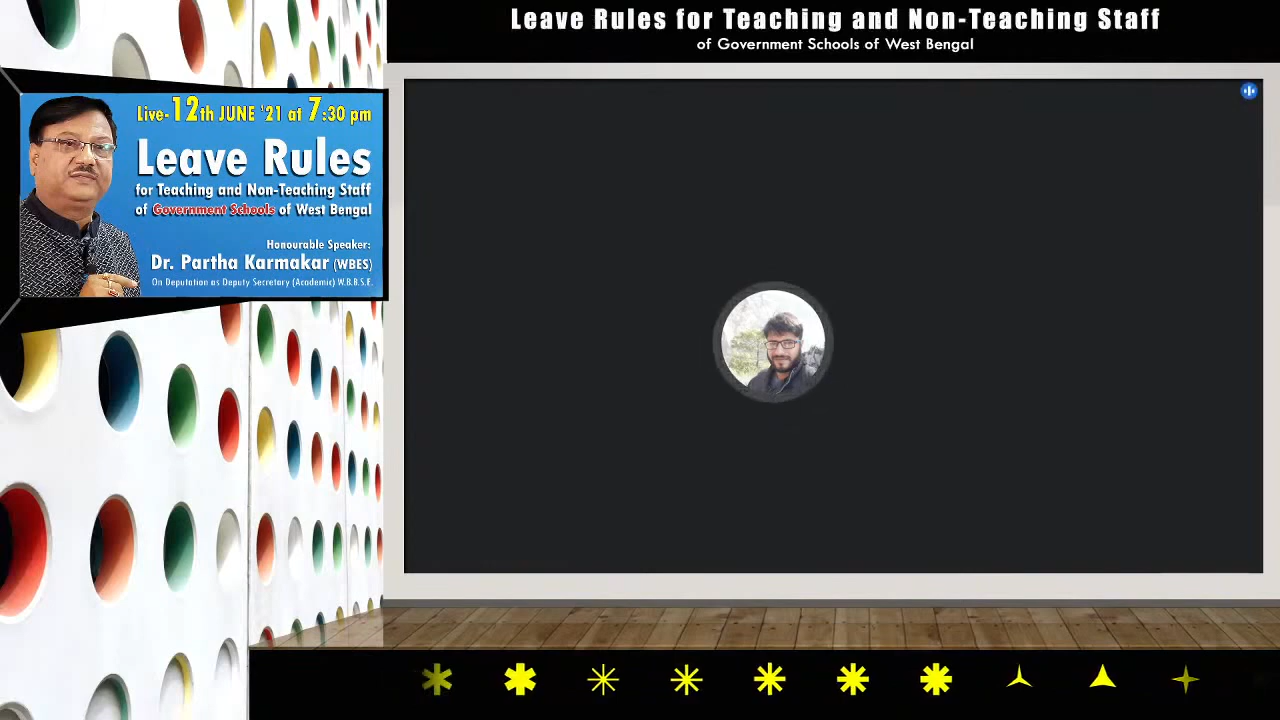 Leave Rules for Teaching and Non-Teaching Staff
of Government Schools of West Bengal
Live-12th JUNE '21 at 7:30 pm
Leave Rules
for Teaching and Non-Teaching Staff
of Government Schools of West Bengal
Honourable Speaker:
Dr. Partha Karmakar (WBES)
On Deputation as Deputy Secretary (Academic) W.B.B.S.E.